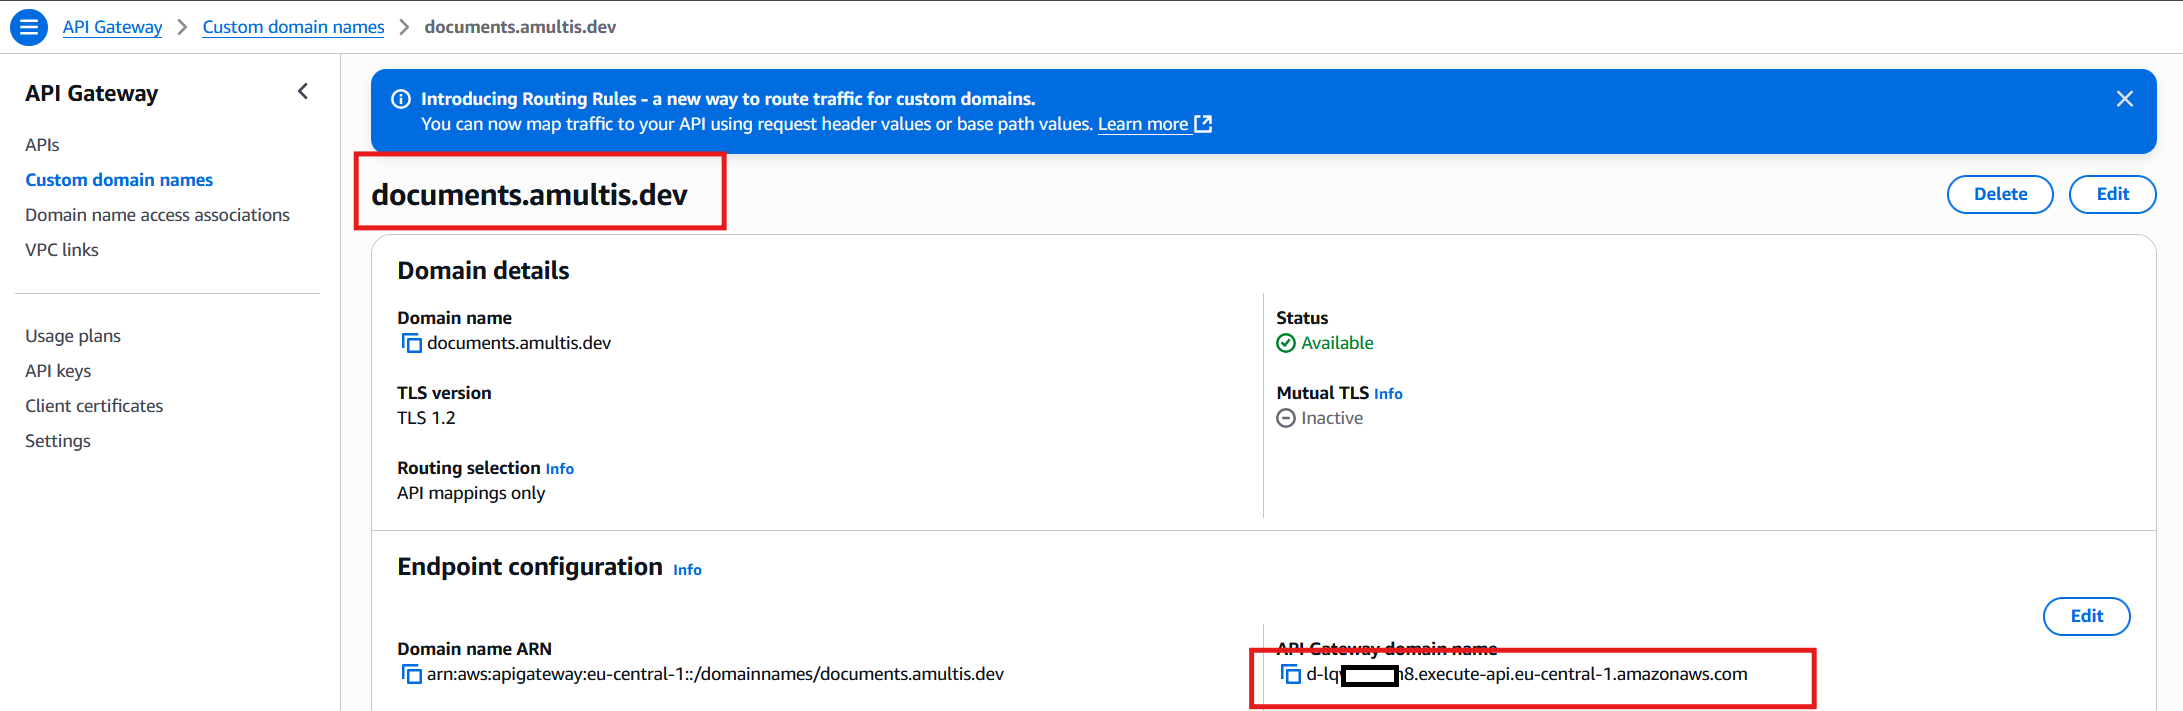 API Gateway > Custom domain names > documents.amultis.dev
API Gateway
APIs
Custom domain names
Domain name access associations
VPC links
Usage plans
API keys
Client certificates
Settings
Introducing Routing Rules - a new way to route traffic for custom domains.
You can now map traffic to your API using request header values or base path values. Learn more
documents.amultis.dev
Delete
Edit
Domain details
Domain name
documents.amultis.dev
TLS version
TLS 1.2
Routing selection Info
API mappings only
Status
Available
Mutual TLS Info
Inactive
Endpoint configuration Info
Edit
Domain name ARN
arn:aws:apigateway:eu-central-1::/domainnames/documents.amultis.dev
API Gateway domain name
d-lq 8.execute-api.eu-central-1.amazonaws.com